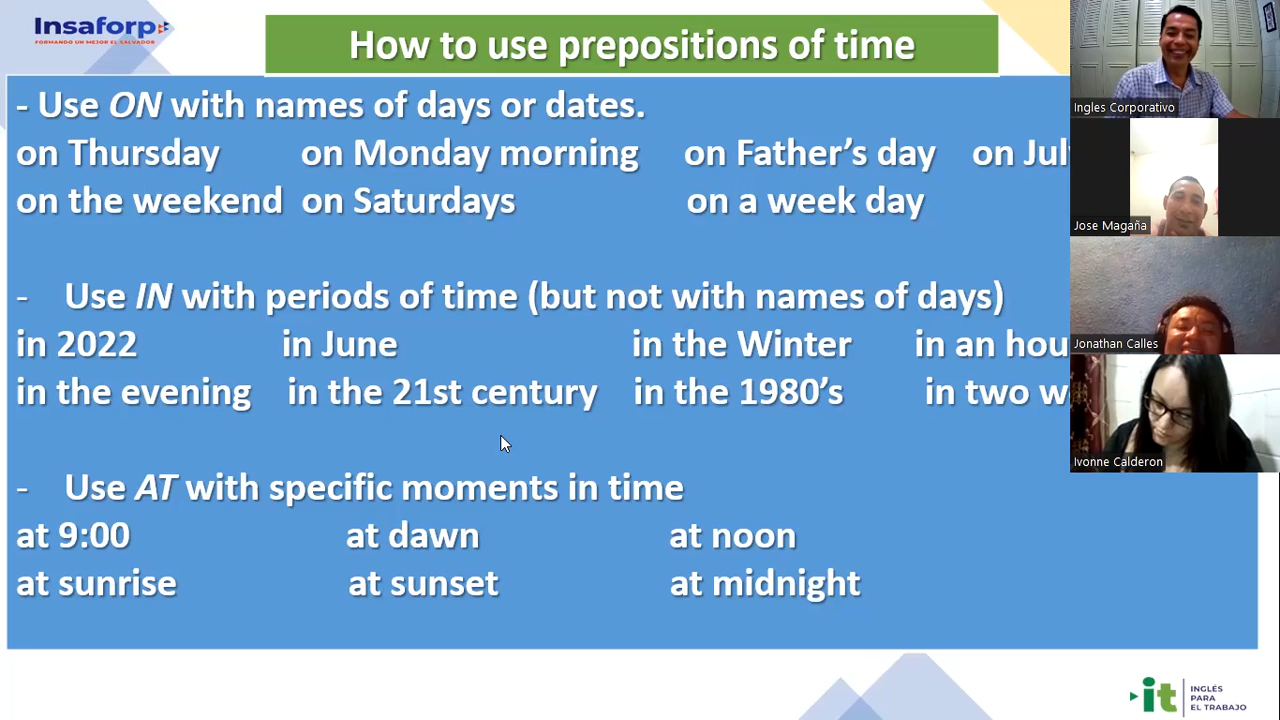 Insaforp
FORMANDO UN MEJOR EL SALVADOR
How to use prepositions of time
- Use ON with names of days or dates.
on Thursday on Monday morning on Father's day on
on the weekend on Saturdays on a week day
- Use IN with periods of time (but not with names of days)
in 2022 in June in the Winter in an
in the evening in the 21st century in the 1980's in two
- Use AT with specific moments in time
at 9:00 at dawn at noon
at sunrise at sunset at midnight
Ingles Corporativo
Jose Magaña
Jonathan Calles
Ivonne Calderon
it
INGLÉS
PARA
EL TRABAJO